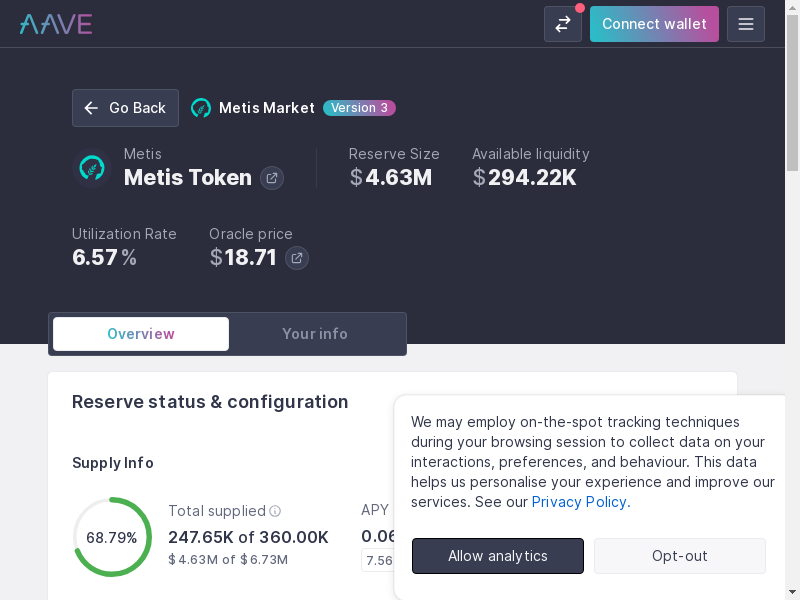 AAVE
Connect wallet
Go Back
Metis Market
Version 3
Metis
Metis Token
Reserve Size
$4.63M
Available liquidity
$294.22K
Utilization Rate
6.57%
Oracle price
$18.71
Overview
Your info
Reserve status & configuration
Supply Info
68.79%
Total supplied
247.65K of 360.00K
$4.63M of $6.73M
APY
0.06
7.56
We may employ on-the-spot tracking techniques
during your browsing session to collect data on your
interactions, preferences, and behaviour. This data
helps us personalise your experience and improve our
services. See our Privacy Policy.
Allow analytics
Opt-out